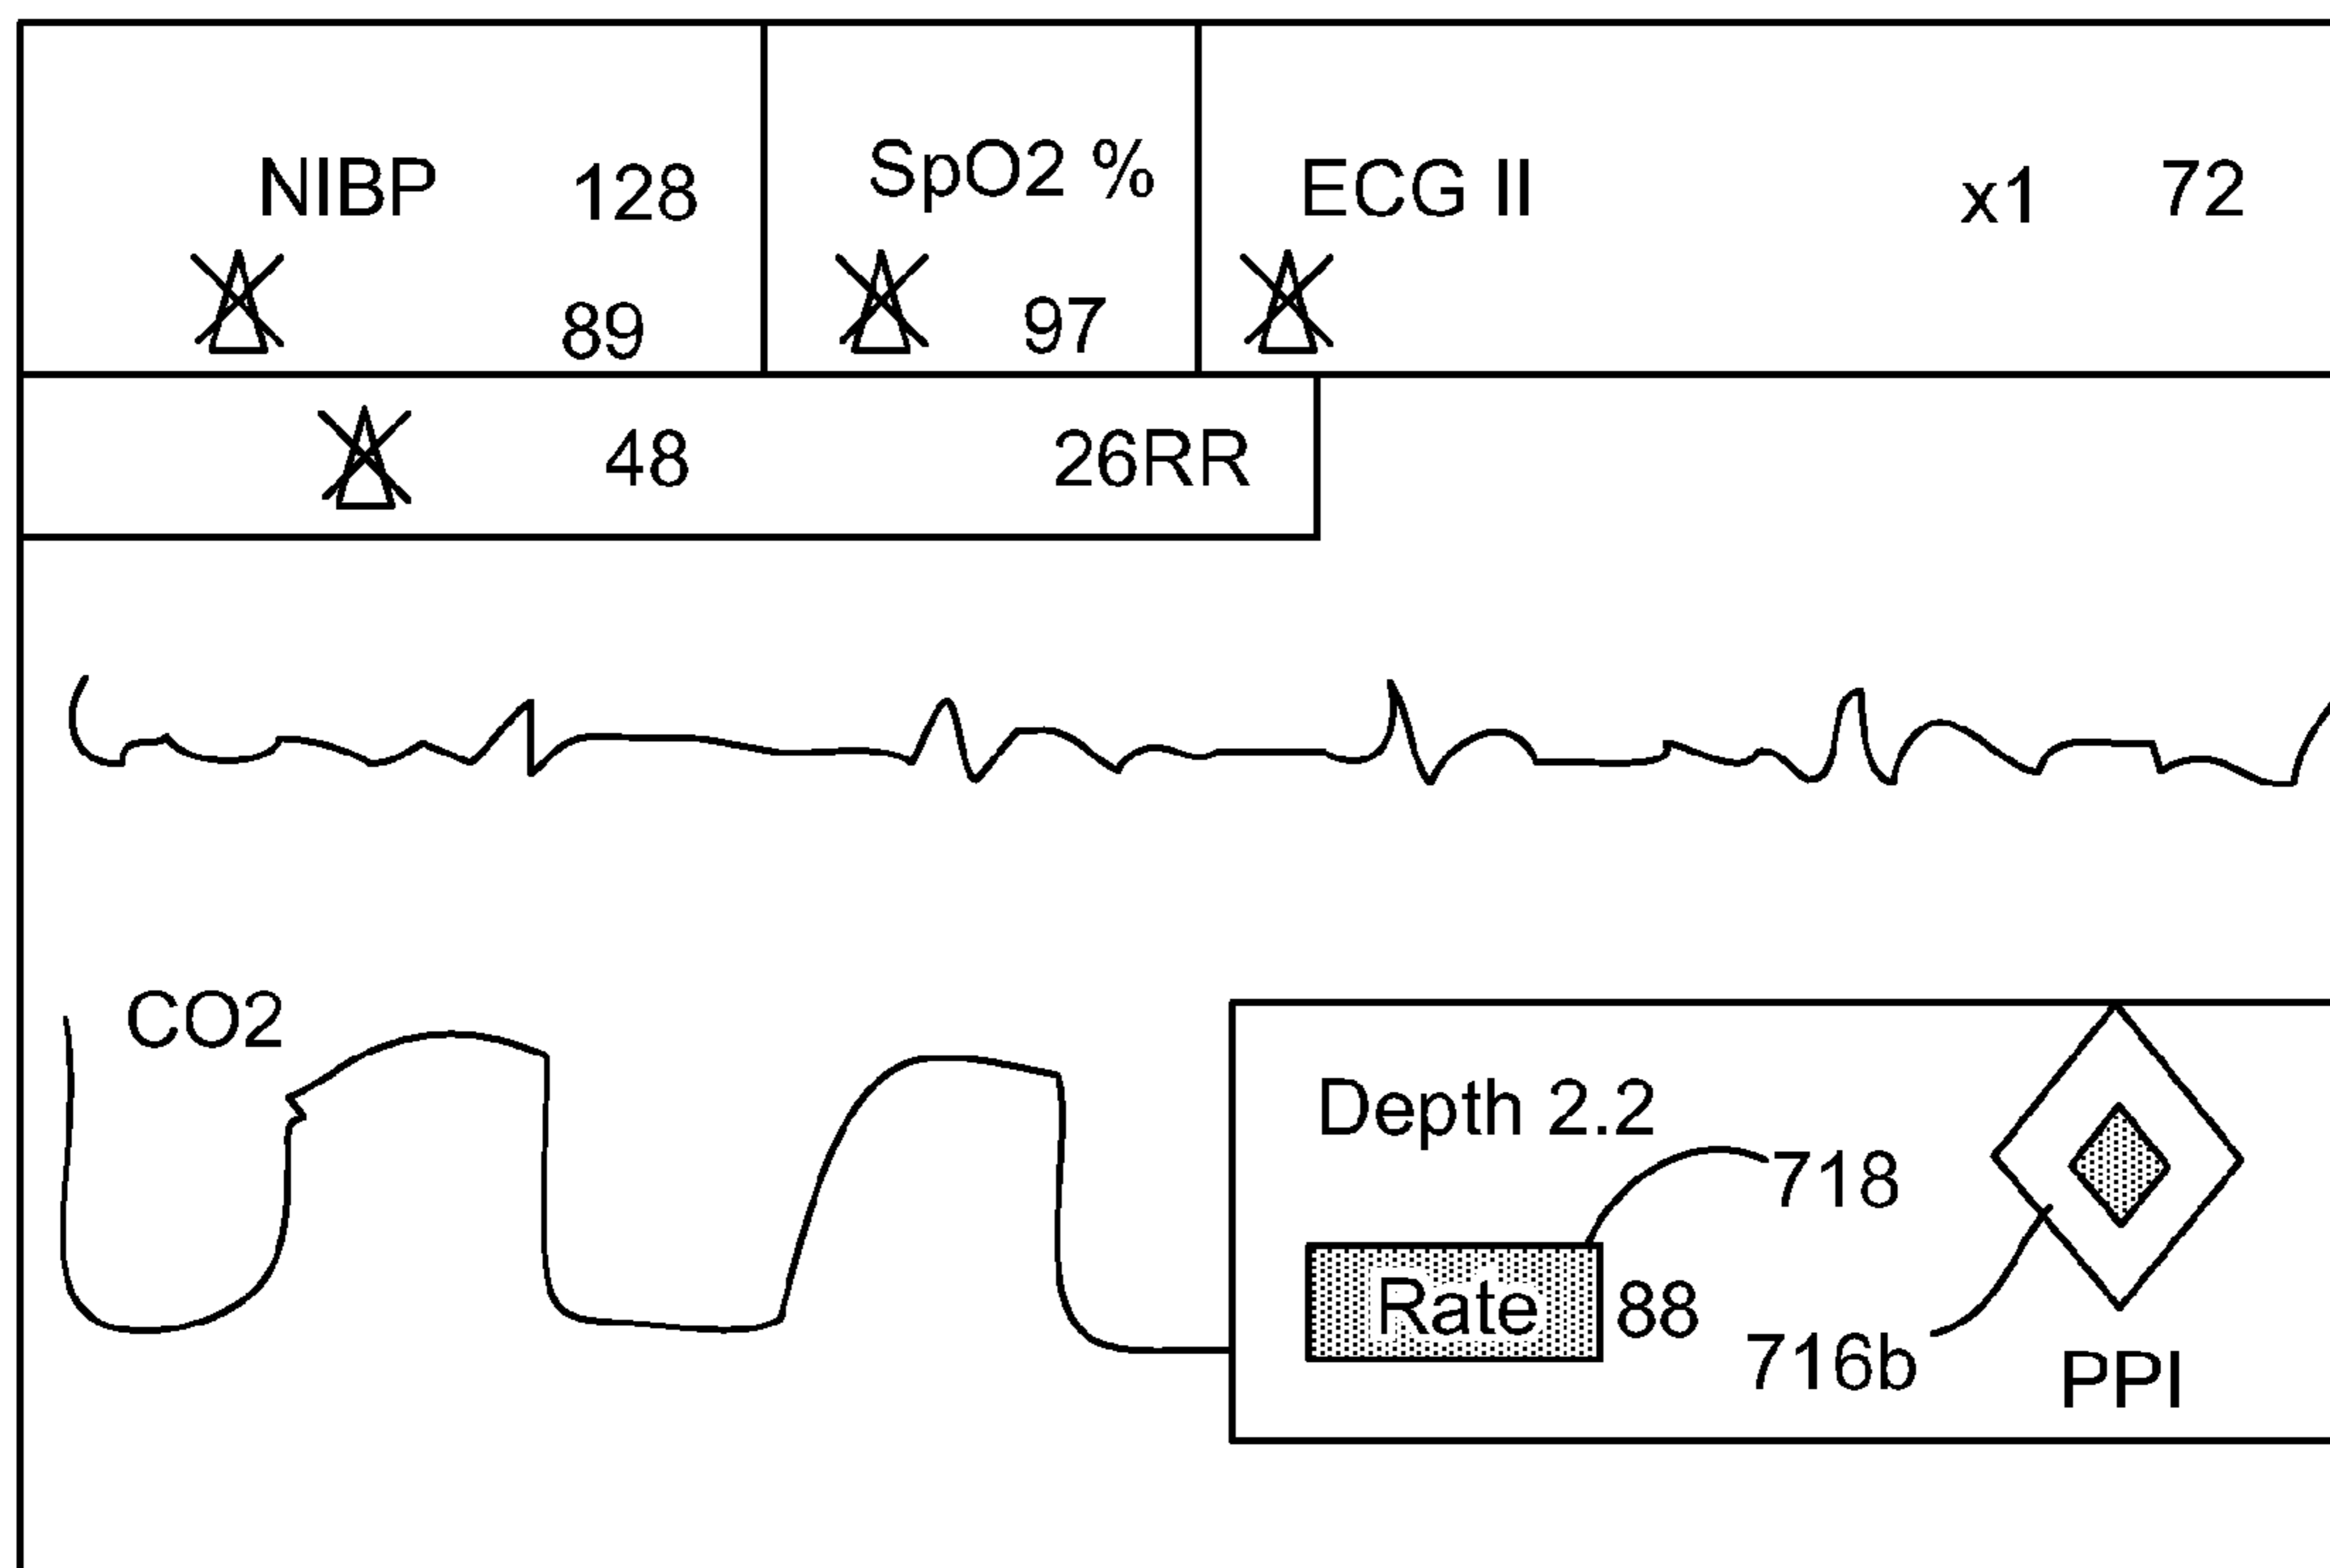 NIBP 128
89
SpO2 %
97
ECG II x1 72
48 26RR
CO2
Depth 2.2
718
Rate 88
716b
PPI